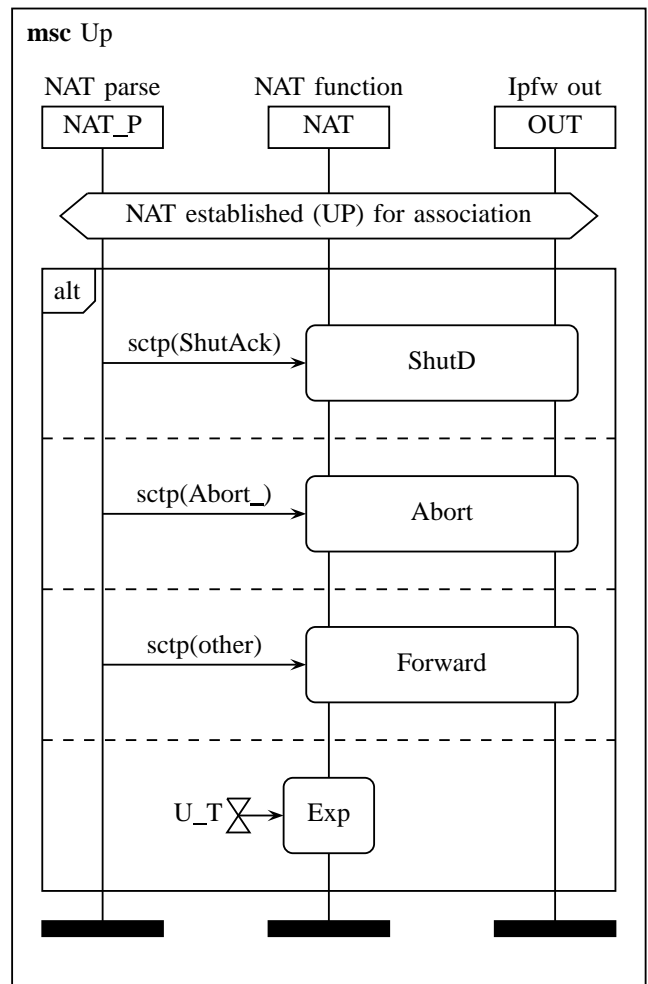 msc Up
NAT parse NAT function Ipfw out
NAT_P NAT OUT
NAT established (UP) for association
alt
sctp(ShutAck) ShutD
sctp(Abort_) Abort
sctp(other) Forward
U_T Exp